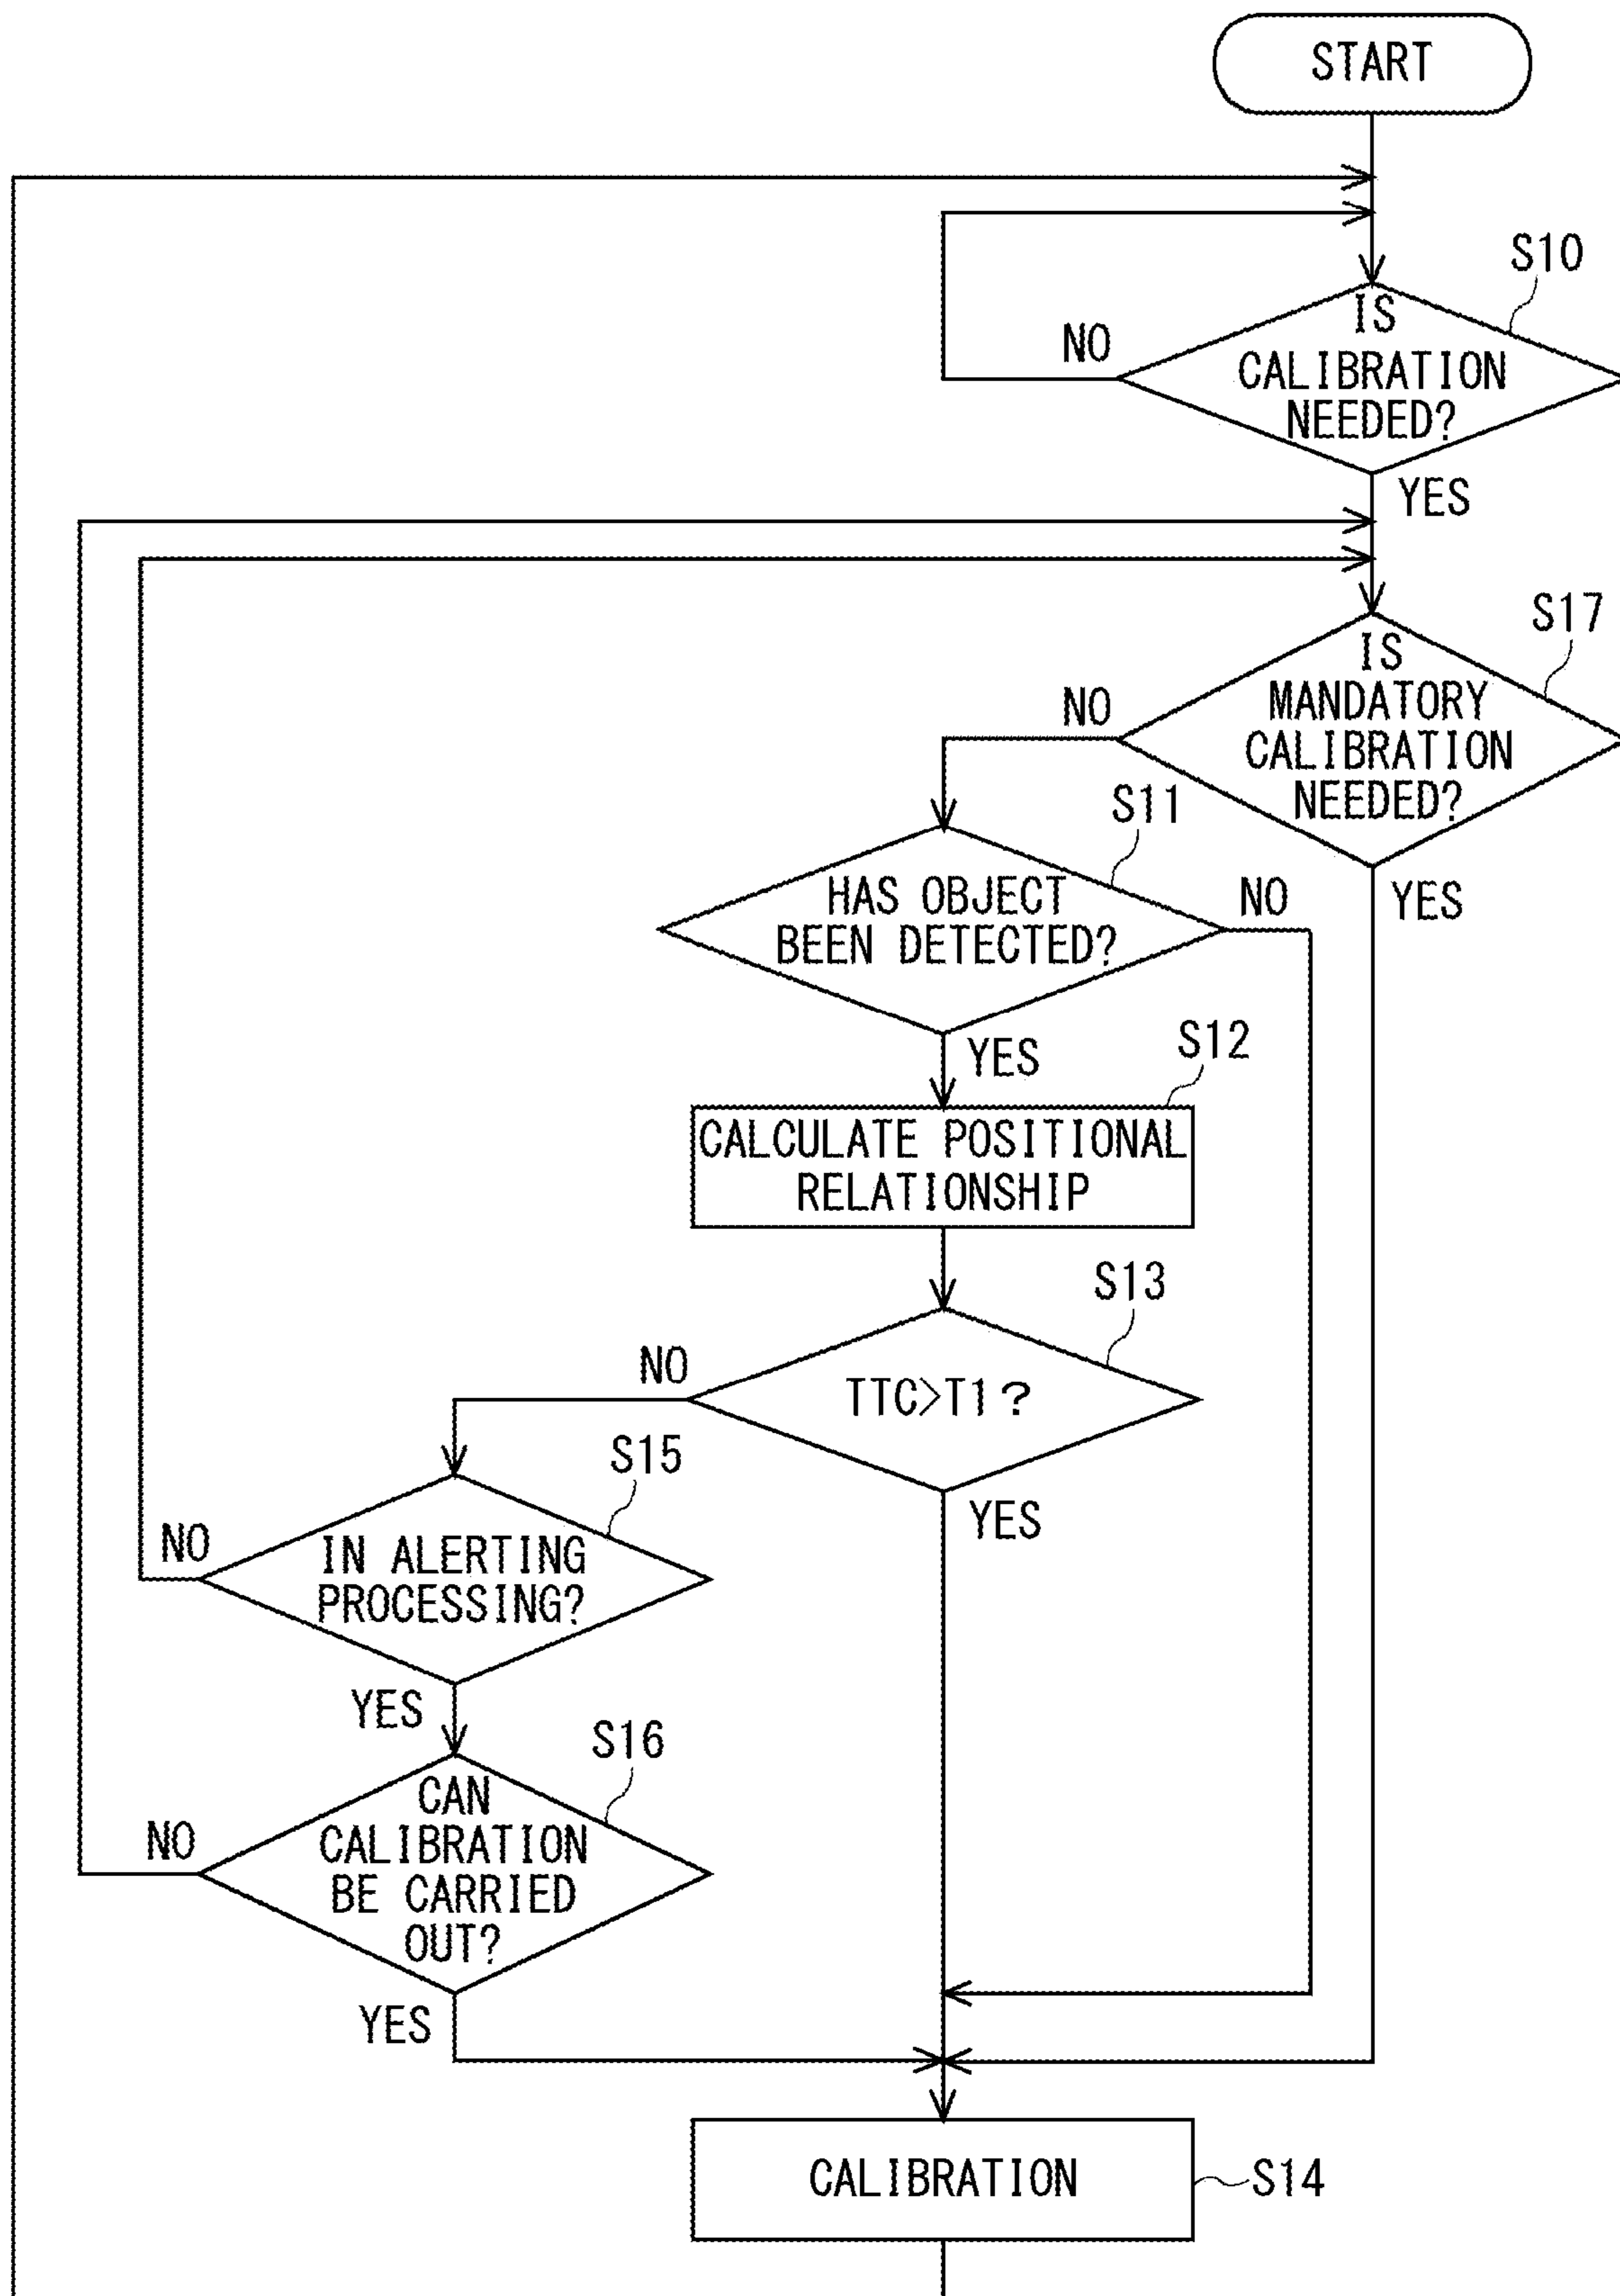 START
S10
IS
CALIBRATION
NEEDED?
NO
YES
S17
IS
MANDATORY
CALIBRATION
NEEDED?
NO
YES
S11
HAS OBJECT
BEEN DETECTED?
NO
YES
S12
CALCULATE POSITIONAL
RELATIONSHIP
S13
TTC>T1?
NO
YES
S15
IN ALERTING
PROCESSING?
NO
YES
S16
CAN
CALIBRATION
BE CARRIED
OUT?
NO
YES
CALIBRATION
S14